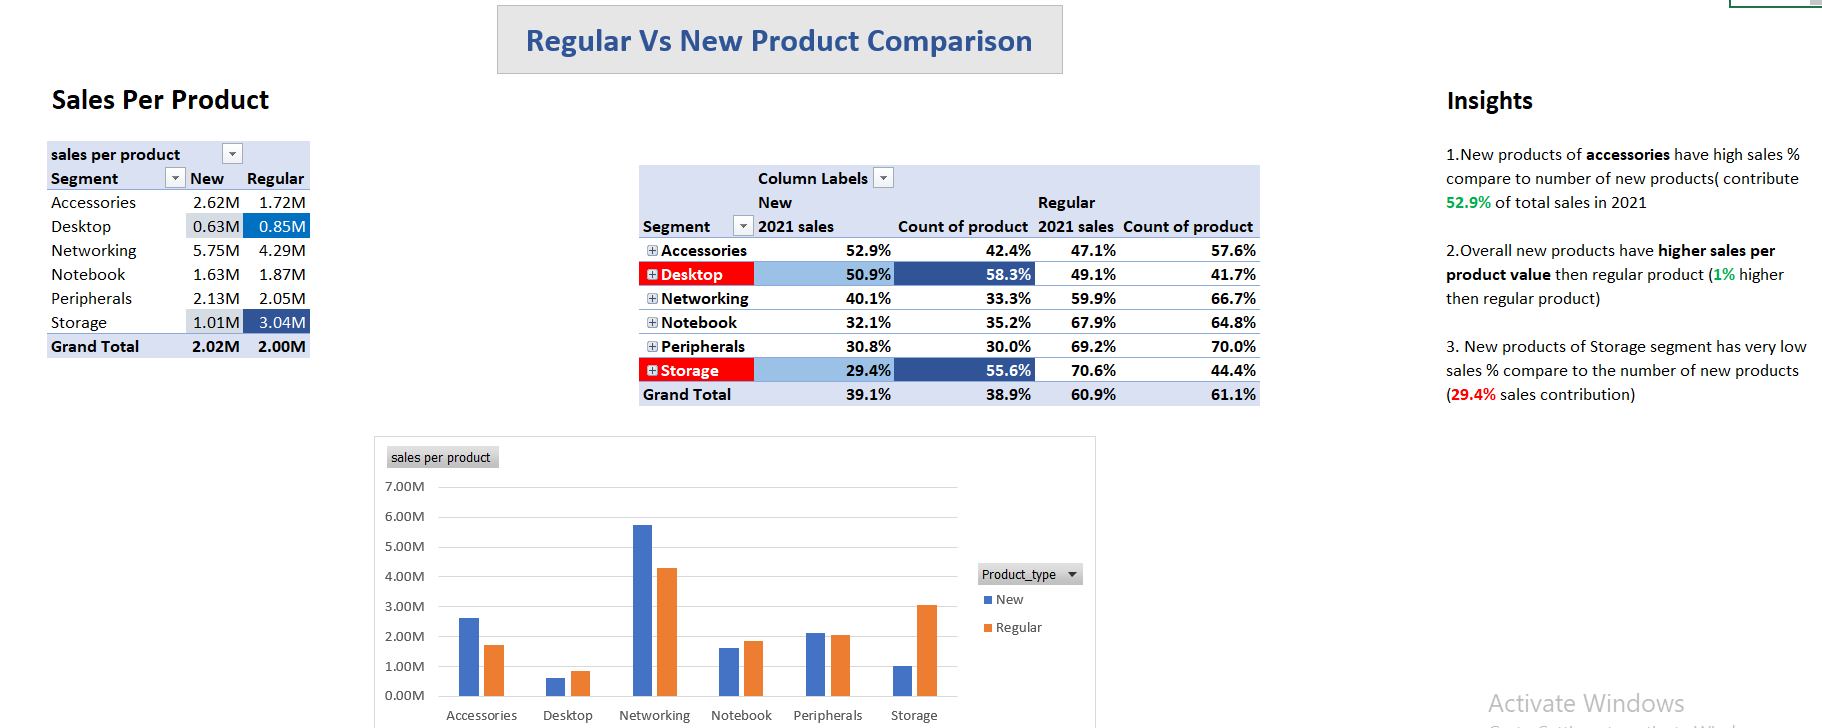 Regular Vs New Product Comparison
Sales Per Product
sales per product
Segment New Regular
Accessories 2.62M 1.72M
Desktop 0.63M 0.85M
Networking 5.75M 4.29M
Notebook 1.63M 1.87M
Peripherals 2.13M 2.05M
Storage 1.01M 3.04M
Grand Total 2.02M 2.00M
Column Labels
New Regular
Segment 2021 sales Count of product 2021 sales Count of product
Accessories 52.9% 42.4% 47.1% 57.6%
Desktop 50.9% 58.3% 49.1% 41.7%
Networking 40.1% 33.3% 59.9% 66.7%
Notebook 32.1% 35.2% 67.9% 64.8%
Peripherals 30.8% 30.0% 69.2% 70.0%
Storage 29.4% 55.6% 70.6% 44.4%
Grand Total 39.1% 38.9% 60.9% 61.1%
Insights
1.New products of accessories have high sales %
compare to number of new products( contribute
52.9% of total sales in 2021
2.Overall new products have higher sales per
product value then regular product (1% higher
then regular product)
3. New products of Storage segment has very low
sales % compare to the number of new products
(29.4% sales contribution)
sales per product
7.00M
6.00M
5.00M
4.00M
3.00M
2.00M
1.00M
0.00M
Accessories Desktop Networking Notebook Peripherals Storage
Product_type
New
Regular
Activate Windows